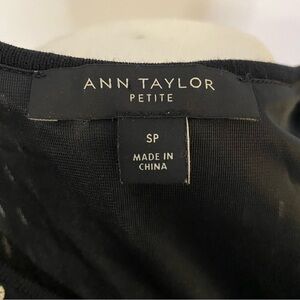 ANN TAYLOR
PETITE
SP
MADE IN
CHINA